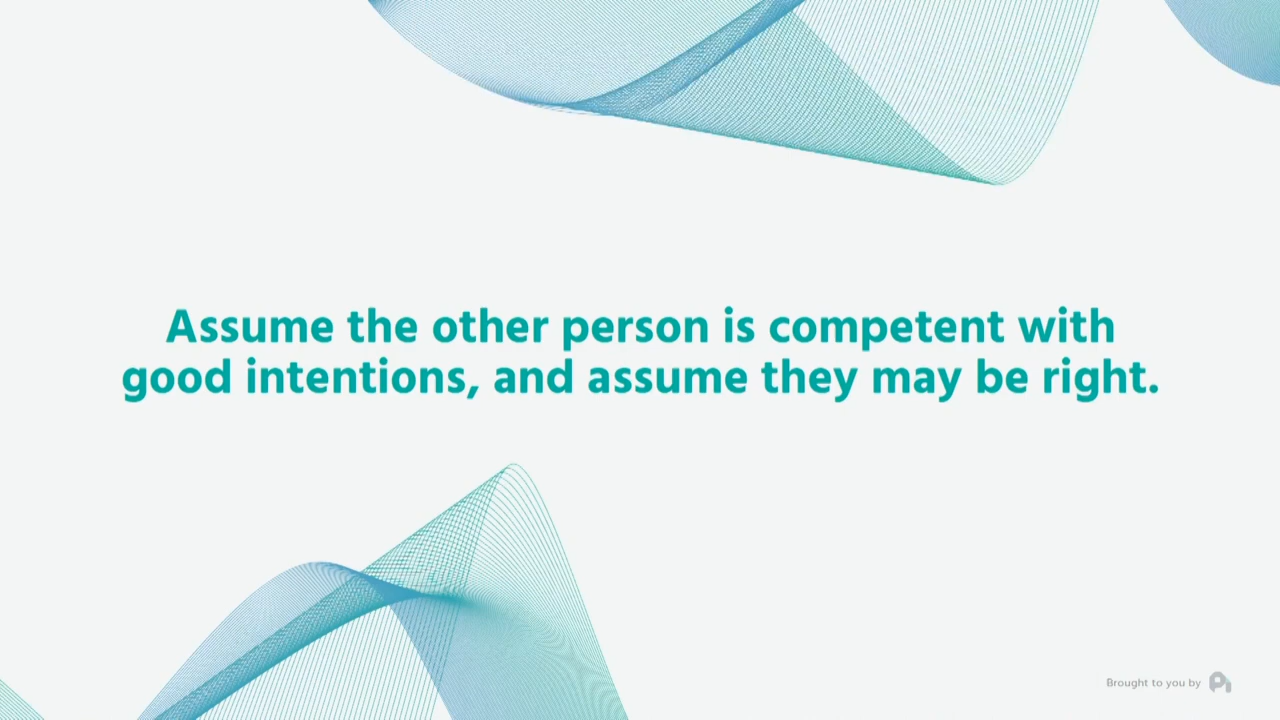 Assume the other person is competent with
good intentions, and assume they may be right.
Brought to you by